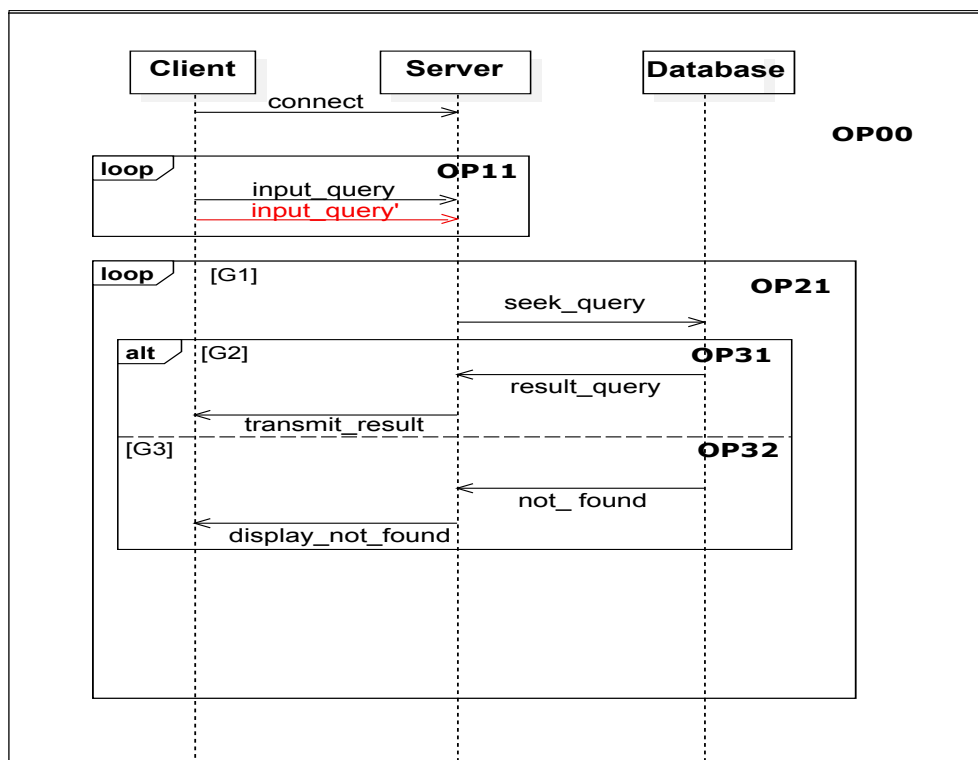 Client Server Database
connect
OP00
loop OP11
input_query
input_query'
loop [G1]
OP21
seek_query
alt [G2] OP31
result_query
transmit_result
[G3] OP32
not_ found
display_not_found